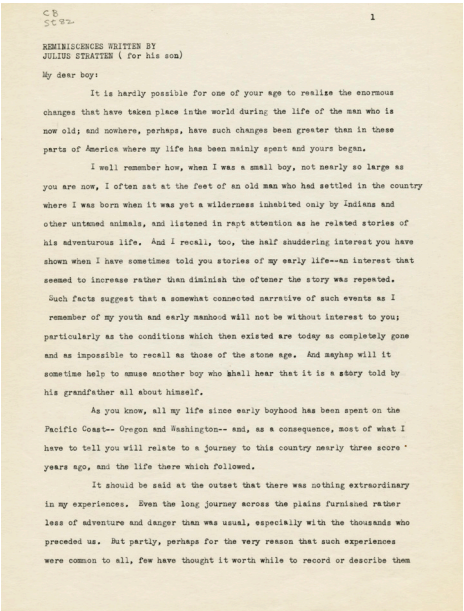 CB
St82
1
REMINISCENCES WRITTEN BY
JULIUS STRATTEN ( for his son)
My dear boy:
It is hardly possible for one of your age to realize the enormous
changes that have taken place inthe world during the life of the man who is
now old; and nowhere, perhaps, have such changes been greater than in these
parts of America where my life has been mainly spent and yours began.
I well remember how, when I was a small boy, not nearly so large as
you are now, I often sat at the feet of an old man who had settled in the country
where I was born when it was yet a wilderness inhabited only by Indians and
other untamed animals, and listened in rapt attention as he related stories of
his adventurous life. And I recall, too, the half shuddering interest you have
shown when I have sometimes told you stories of my early life--an interest that
seemed to increase rather than diminish the oftener the story was repeated.
Such facts suggest that a somewhat connected narrative of such events as I
remember of my youth and early manhood will not be without interest to you;
particularly as the conditions which then existed are today as completely gone
and as impossible to recall as those of the stone age. And mayhap will it
sometime help to amuse another boy who shall hear that it is a story told by
his grandfather all about himself.
As you know, all my life since early boyhood has been spent on the
Pacific Coast-- Oregon and Washington-- and, as a consequence, most of what I
have to tell you will relate to a journey to this country nearly three score
years ago, and the life there which followed.
It should be said at the outset that there was nothing extraordinary
in my experiences. Even the long journey across the plains furnished rather
less of adventure and danger than was usual, especially with the thousands who
preceded us. But partly, perhaps for the very reason that such experiences
were common to all, few have thought it worth while to record or describe them